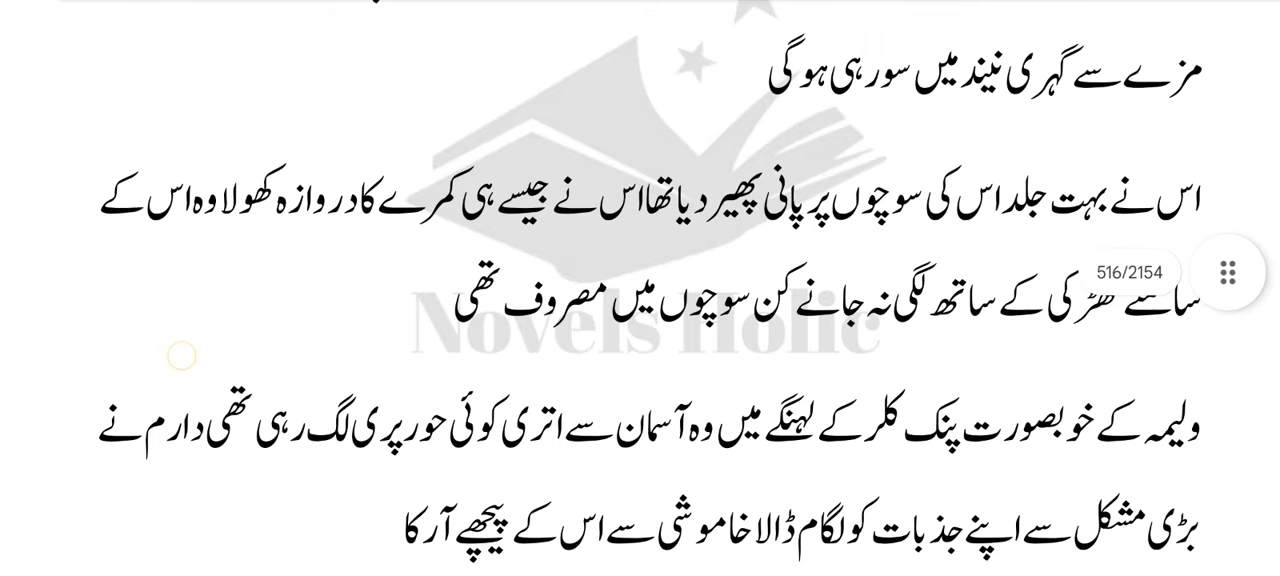 مزے سے گہری نیند میں سو رہی ہو گی
اس نے بہت جلد اس کی سوچوں پر پانی پھیر دیا تھا اس نے جیسے ہی کمرے کا دروازہ کھولا وہ اس کے
516/2154
سامنے کھڑکی کے ساتھ لگی نہ جانے کن سوچوں میں مصروف تھی
Novels Holic
ولیمہ کے خوبصورت پنک کلر کے لہنگے میں وہ آسمان سے اتری کوئی حور پری لگ رہی تھی دارم نے
بڑی مشکل سے اپنے جذبات کو لگام ڈالا خاموشی سے اس کے پیچھے آ رکا